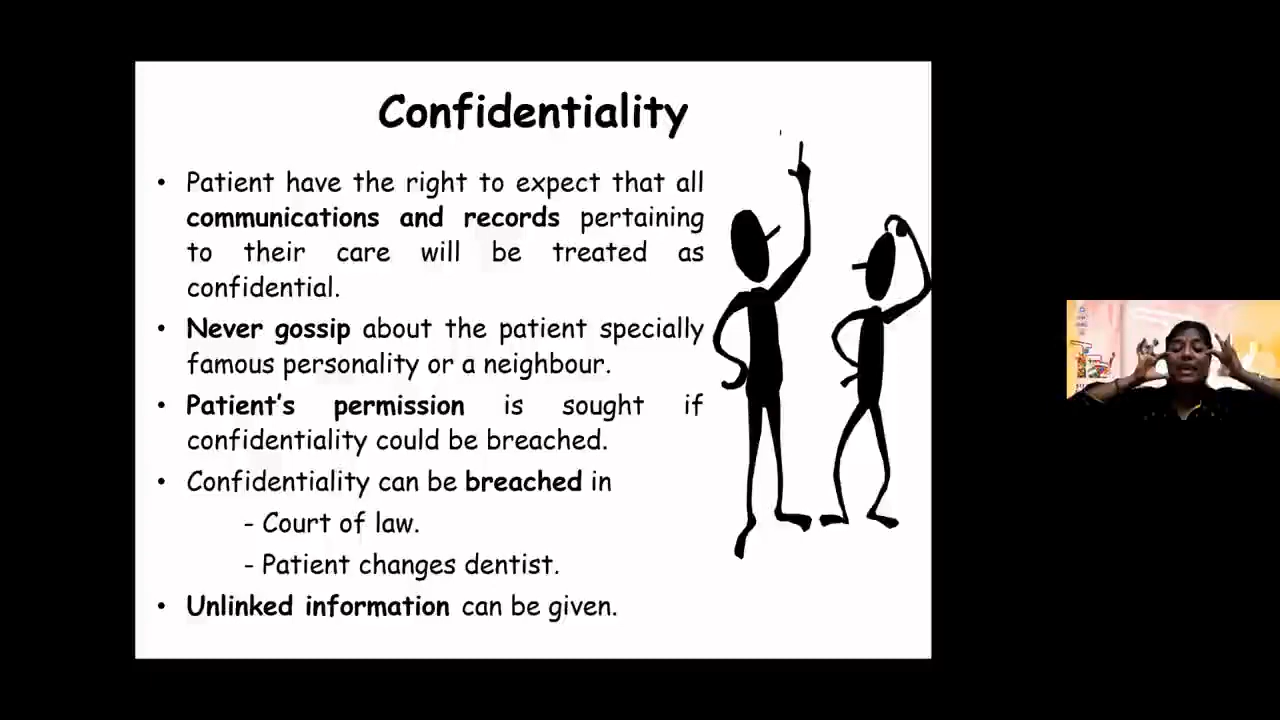 Confidentiality
• Patient have the right to expect that all
communications and records pertaining
to their care will be treated as
confidential.
• Never gossip about the patient specially
famous personality or a neighbour.
• Patient's permission is sought if
confidentiality could be breached.
• Confidentiality can be breached in
- Court of law.
- Patient changes dentist.
• Unlinked information can be given.